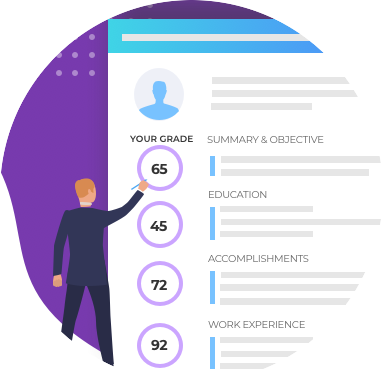 YOUR GRADE
SUMMARY & OBJECTIVE
65
EDUCATION
45
ACCOMPLISHMENTS
72
WORK EXPERIENCE
92